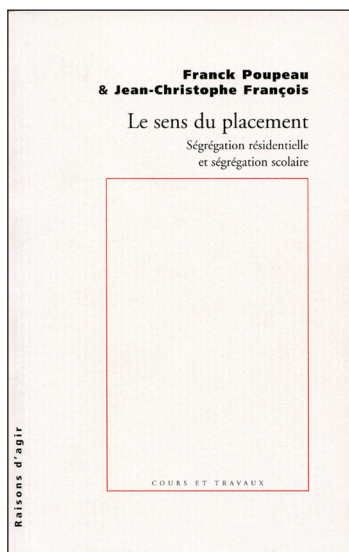 Franck Poupeau
& Jean-Christophe François
Le sens du placement
Ségrégation résidentielle
et ségrégation scolaire
COURS ET TRAVAUX
Raisons d'agir